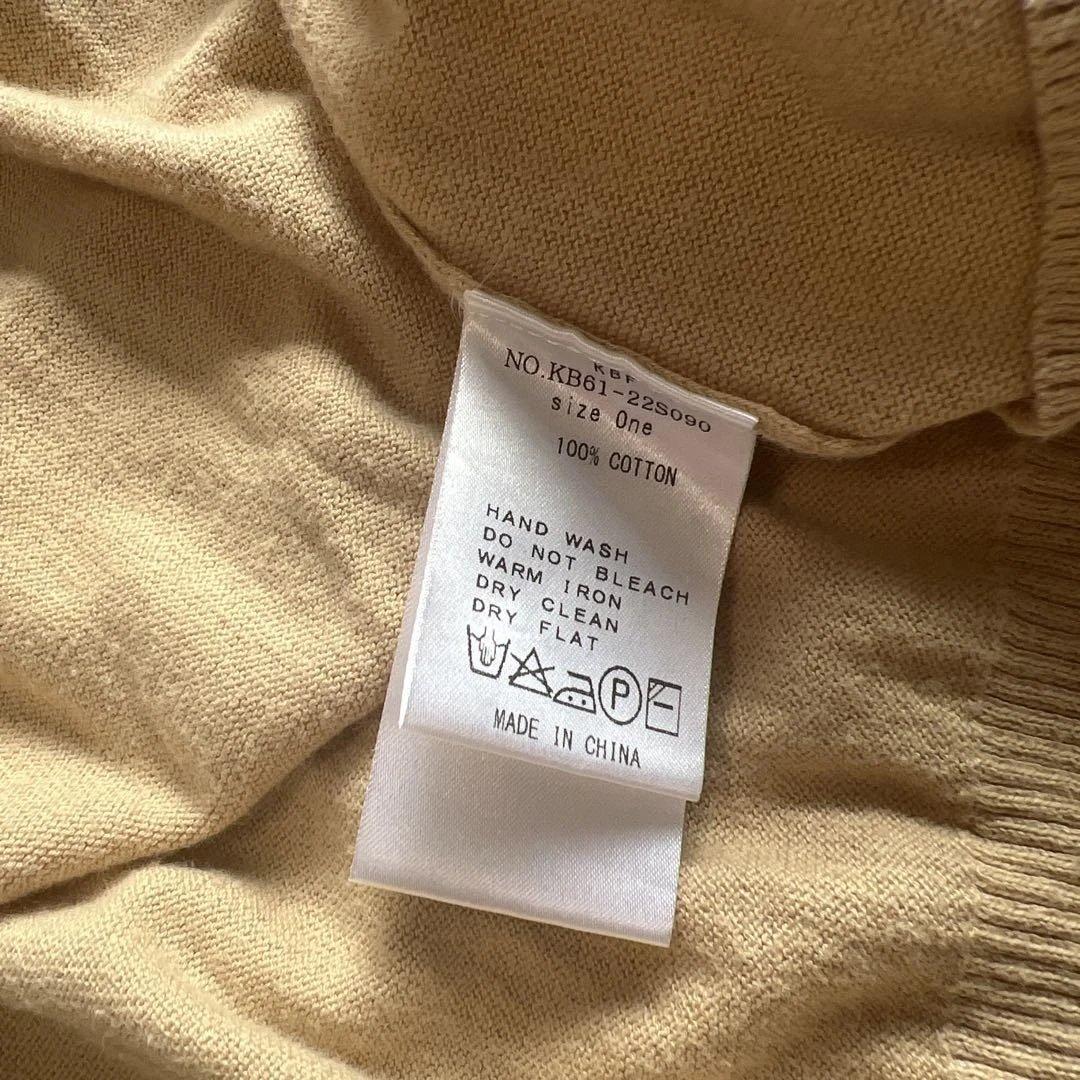 KBF
NO.KB61-22S090
size One
100% COTTON
HAND WASH
DO NOT BLEACH
WARM IRON
DRY CLEAN
DRY FLAT
P
MADE IN CHINA